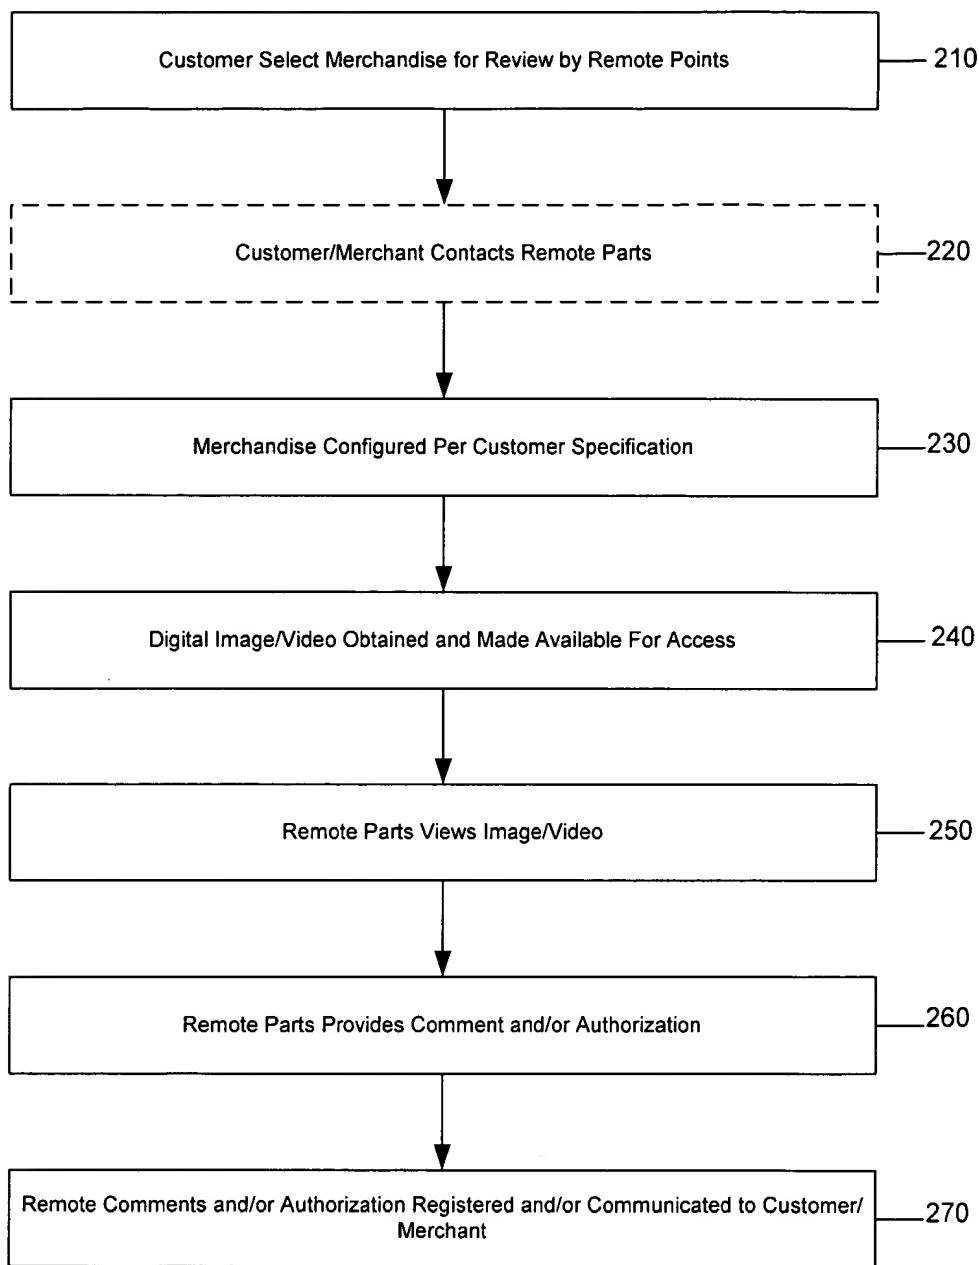 Customer Select Merchandise for Review by Remote Points
210
Customer/Merchant Contacts Remote Parts
220
Merchandise Configured Per Customer Specification
230
Digital Image/Video Obtained and Made Available For Access
240
Remote Parts Views Image/Video
250
Remote Parts Provides Comment and/or Authorization
260
Remote Comments and/or Authorization Registered and/or Communicated to Customer/
Merchant
270